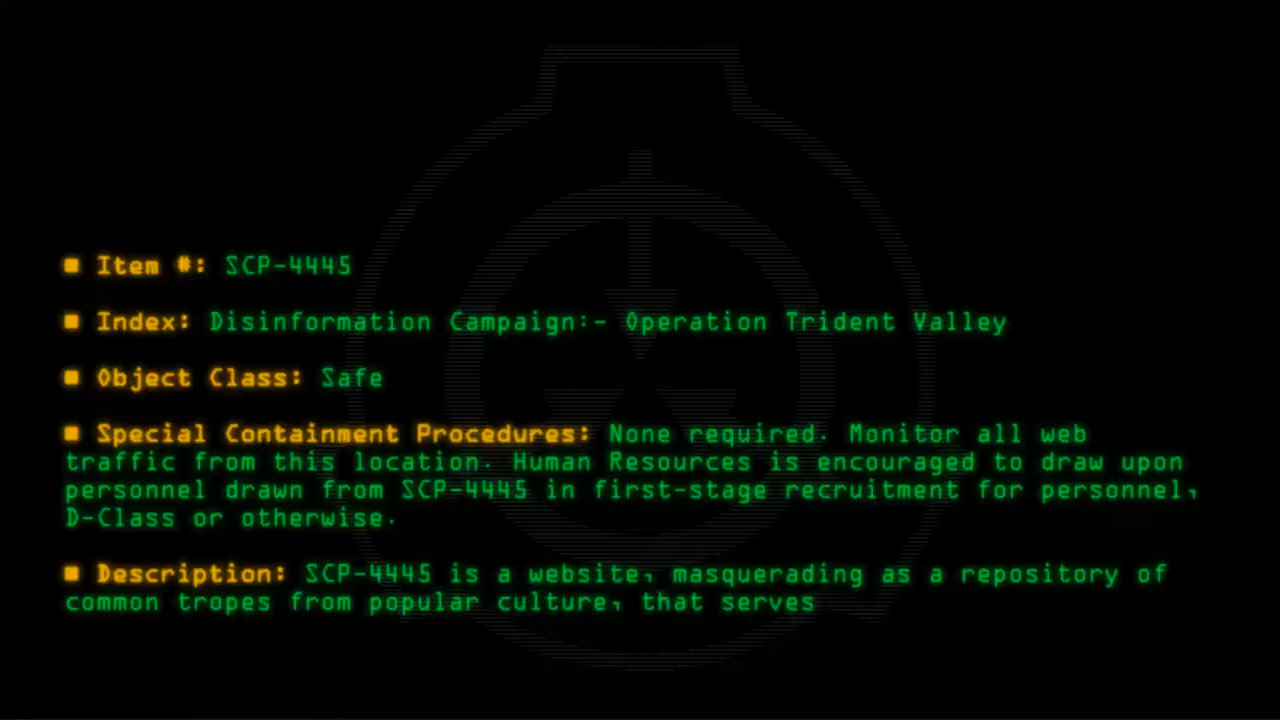 ■ Item #: SCP-4445
■ Index: Disinformation Campaign:- Operation Trident Valley
■ Object Class: Safe
■ Special Containment Procedures: None required. Monitor all web
traffic from this location. Human Resources is encouraged to draw upon
personnel drawn from SCP-4445 in first-stage recruitment for personnel,
D-Class or otherwise.
■ Description: SCP-4445 is a website, masquerading as a repository of
common tropes from popular culture, that serves